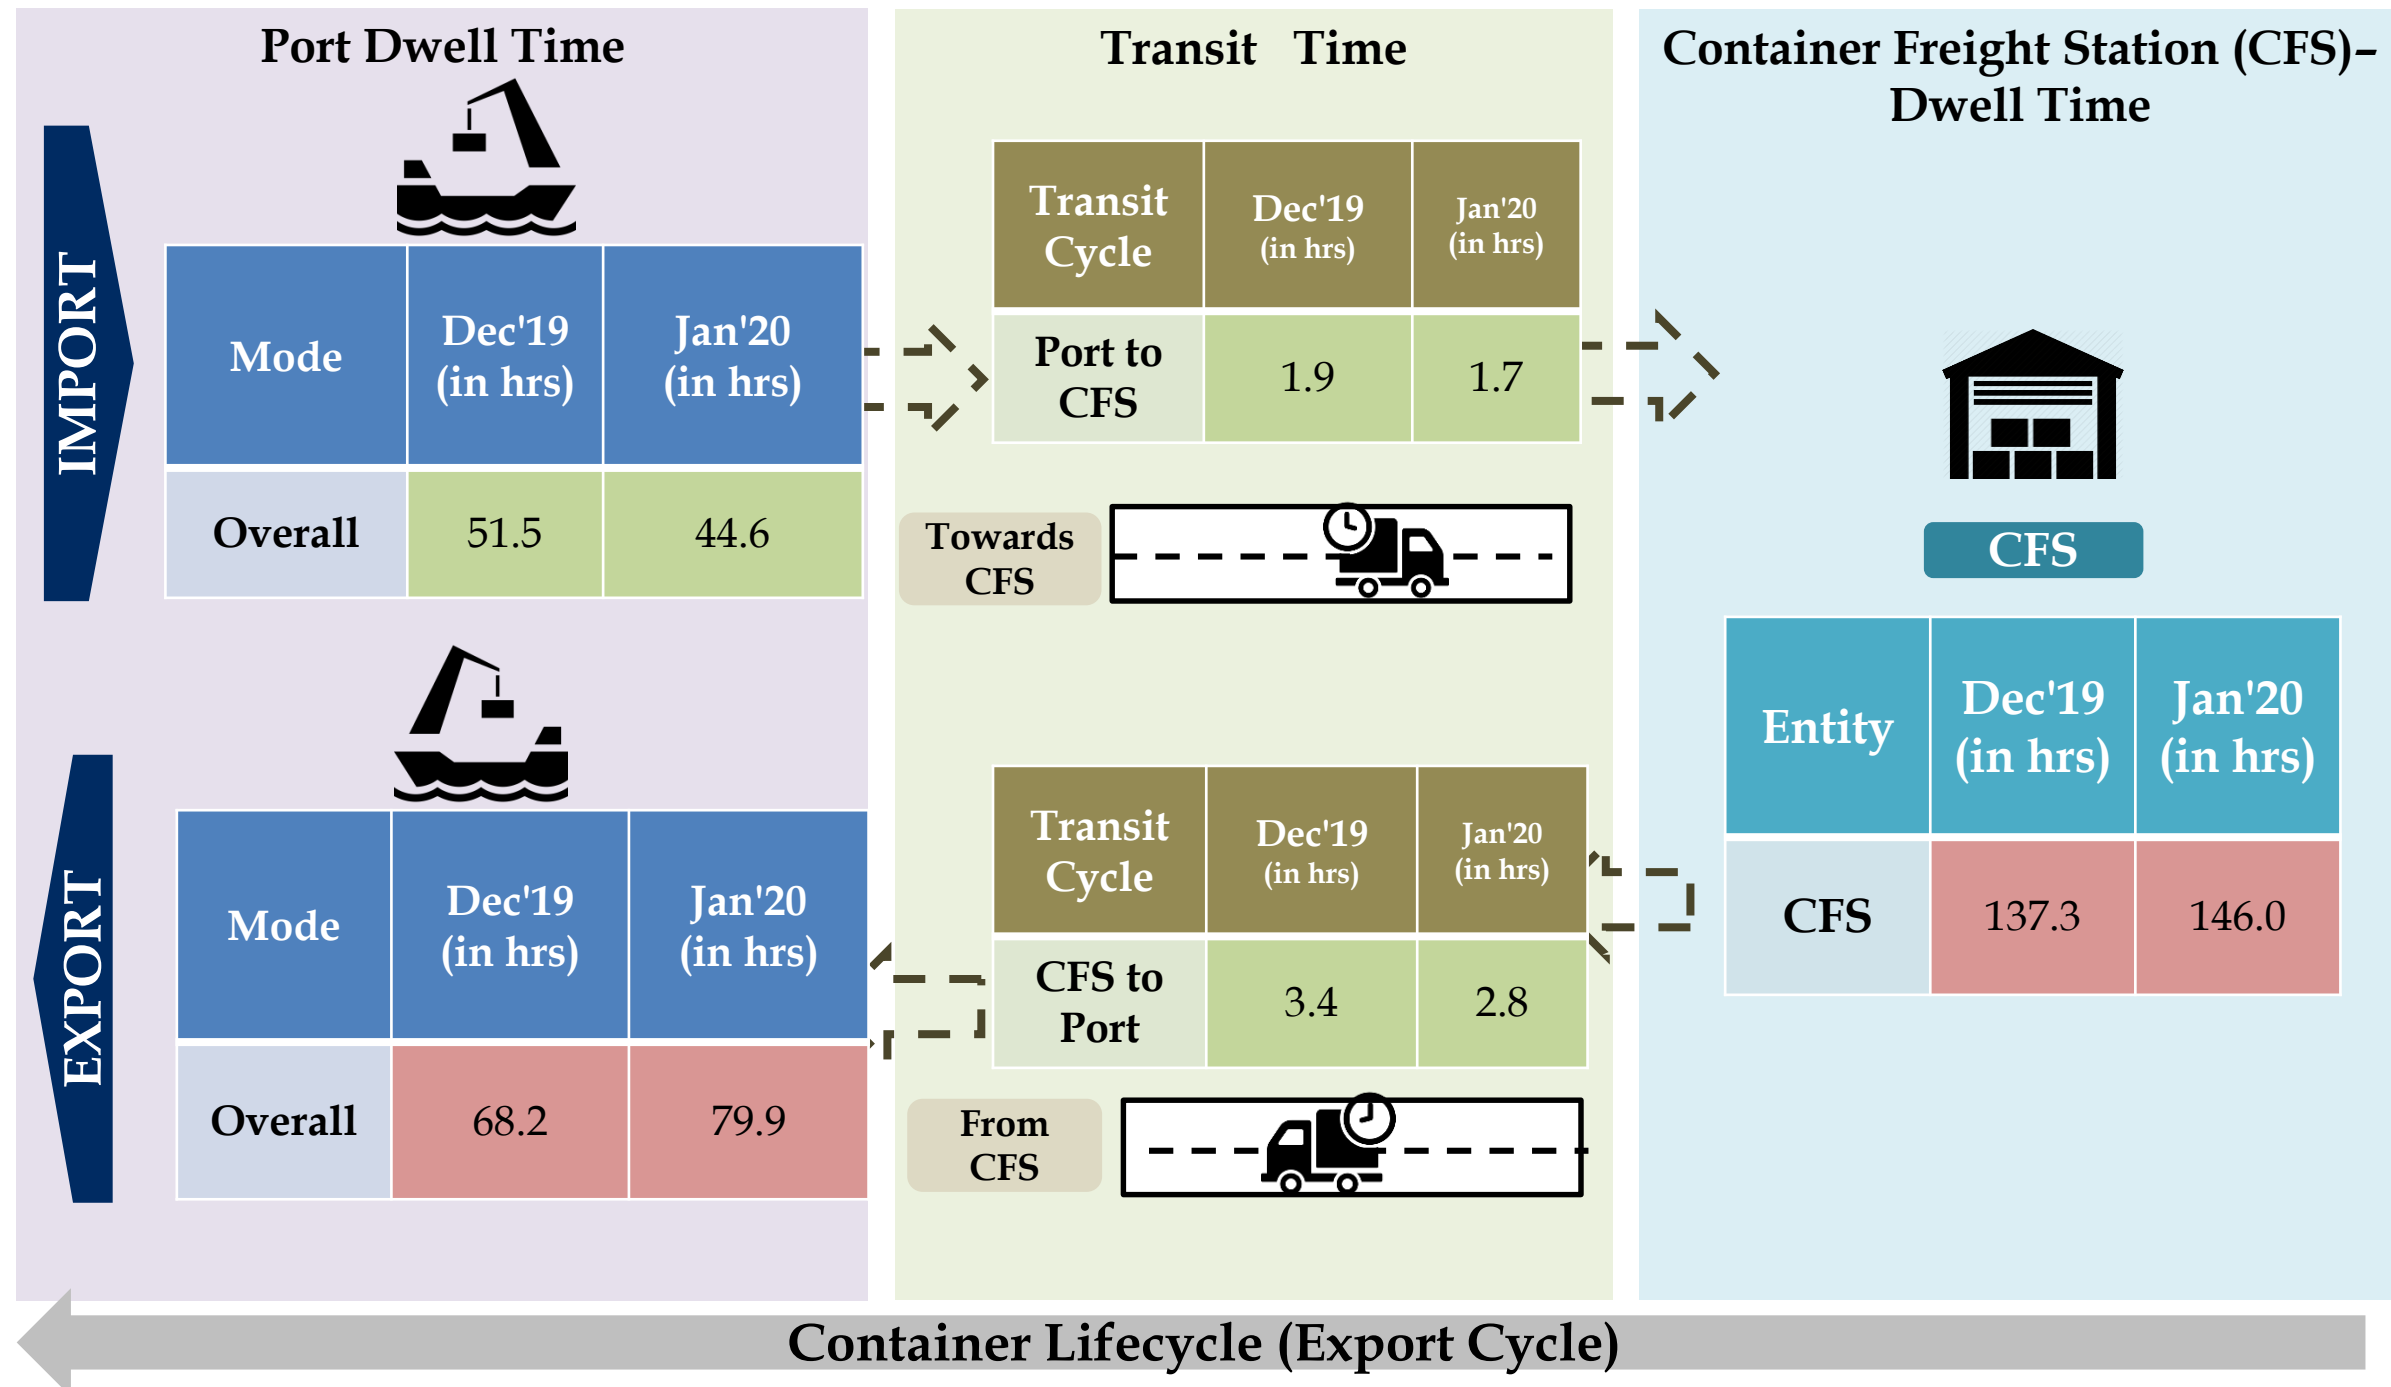 Port Dwell Time
IMPORT
Mode Dec'19 (in hrs) Jan'20 (in hrs)
Overall 51.5 44.6
EXPORT
Mode Dec'19 (in hrs) Jan'20 (in hrs)
Overall 68.2 79.9
Transit Time
Transit Cycle Dec'19 (in hrs) Jan'20 (in hrs)
Port to CFS 1.9 1.7
Towards
CFS
Transit Cycle Dec'19 (in hrs) Jan'20 (in hrs)
CFS to Port 3.4 2.8
From
CFS
Container Freight Station (CFS)–
Dwell Time
CFS
Entity Dec'19 (in hrs) Jan'20 (in hrs)
CFS 137.3 146.0
Container Lifecycle (Export Cycle)